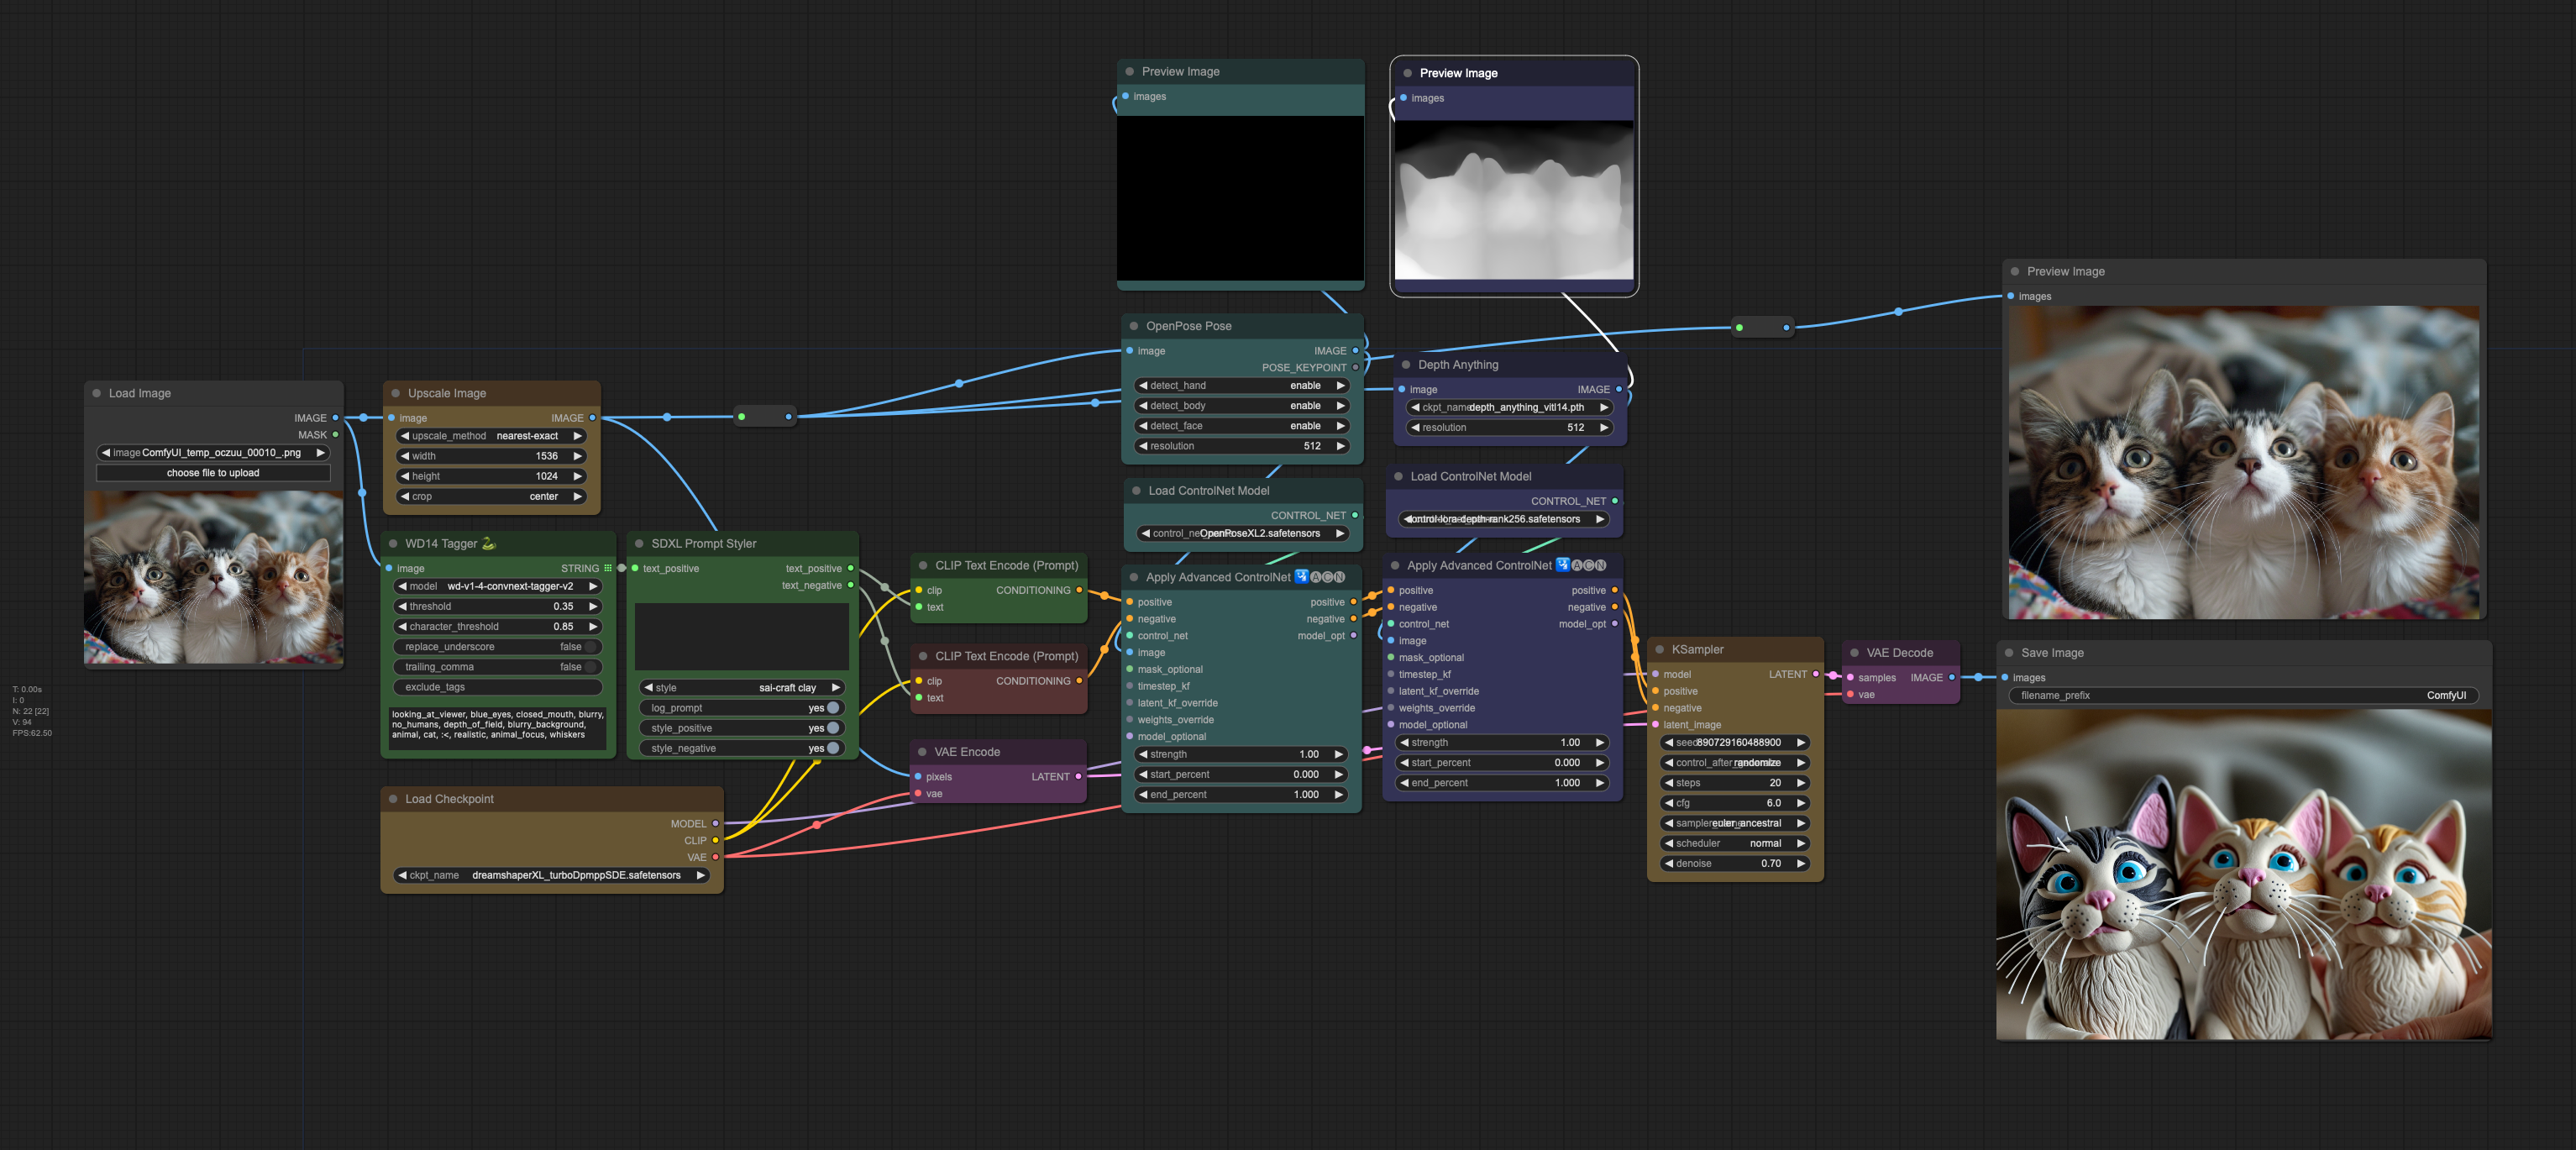 Preview Image
images
Preview Image
images
Preview Image
images
OpenPose Pose
image IMAGE
POSE_KEYPOINT
detect_hand enable
detect_body enable
detect_face enable
resolution 512
Depth Anything
image IMAGE
ckpt_name depth_anything_vitl14.pth
resolution 512
Load Image
IMAGE
MASK
image ComfyUI_temp_oczuu_00010_.png
choose file to upload
Upscale Image
image IMAGE
upscale_method nearest-exact
width 1536
height 1024
crop center
Load ControlNet Model
CONTROL_NET
OpenPoseXL2.safetensors
Load ControlNet Model
CONTROL_NET
control-lora-depth-rank256.safetensors
WD14 Tagger
image STRING
model wd-v1-4-convnext-tagger-v2
threshold 0.35
character_threshold 0.85
replace_underscore false
trailing_comma false
exclude_tags
looking_at_viewer, blue_eyes, closed_mouth, blurry,
no_humans, depth_of_field, blurry_background,
animal, cat, :<, realistic, animal_focus, whiskers
SDXL Prompt Styler
text_positive text_positive
text_negative
style sai-craft clay
log_prompt yes
style_positive yes
style_negative yes
CLIP Text Encode (Prompt)
clip CONDITIONING
text
CLIP Text Encode (Prompt)
clip CONDITIONING
text
VAE Encode
pixels LATENT
vae
Apply Advanced ControlNet ACN
positive positive
negative negative
control_net model_opt
image
mask_optional
timestep_kf
latent_kf_override
weights_override
model_optional
strength 1.00
start_percent 0.000
end_percent 1.000
Apply Advanced ControlNet ACN
positive positive
negative negative
control_net model_opt
image
mask_optional
timestep_kf
latent_kf_override
weights_override
model_optional
strength 1.00
start_percent 0.000
end_percent 1.000
KSampler
model LATENT
positive
negative
latent_image
seed 890729160488900
control_after_ randomize
steps 20
cfg 6.0
sampler euler_ancestral
scheduler normal
denoise 0.70
VAE Decode
samples IMAGE
vae
Save Image
images
filename_prefix ComfyUI
T: 0.00s
I: 0
N: 22 [22]
V: 94
FPS:62.50
Load Checkpoint
MODEL
CLIP
VAE
ckpt_name dreamshaperXL_turboDpmppSDE.safetensors